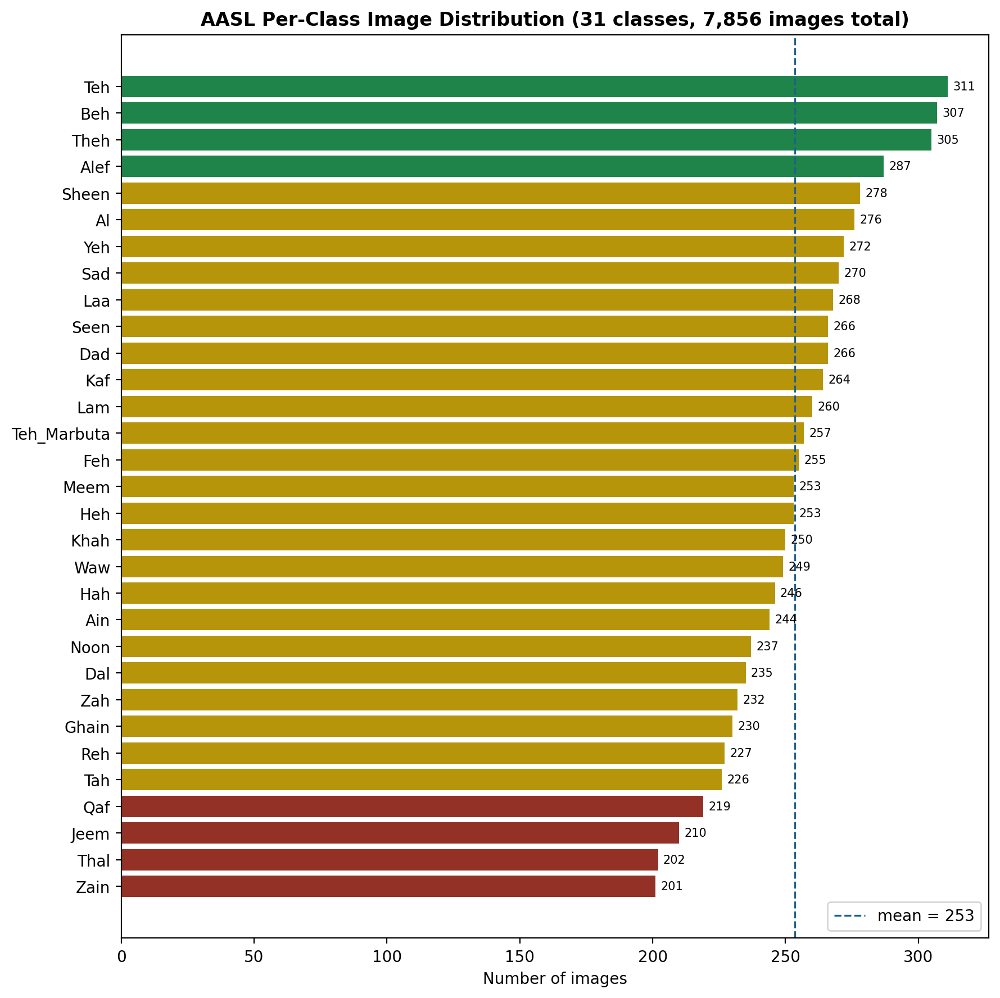 AASL Per-Class Image Distribution (31 classes, 7,856 images total)
Teh 311
Beh 307
Theh 305
Alef 287
Sheen 278
Al 276
Yeh 272
Sad 270
Laa 268
Seen 266
Dad 266
Kaf 264
Lam 260
Teh_Marbuta 257
Feh 255
Meem 253
Heh 253
Khah 250
Waw 249
Hah 246
Ain 244
Noon 237
Dal 235
Zah 232
Ghain 230
Reh 227
Tah 226
Qaf 219
Jeem 210
Thal 202
Zain 201
mean = 253
0 50 100 150 200 250 300
Number of images